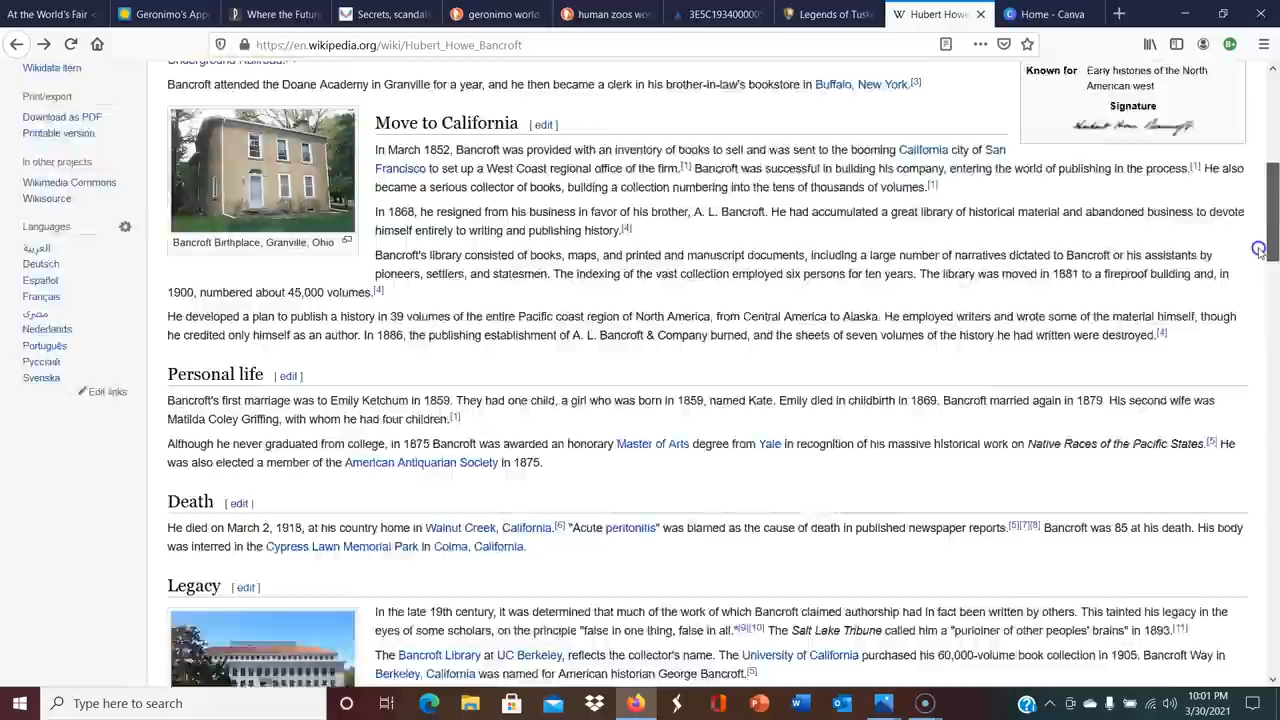 At the World's Fair,
Geronimo's App
Where the Futur
Secrets, scandal
geronimo world
human zoos wor
3E5C1934000005
Legends of Tuske
Hubert Howe
Home - Canva
https://en.wikipedia.org/wiki/Hubert_Howe_Bancroft
Wikidata item
Print/export
Download as PDF
Printable version
In other projects
Wikimedia Commons
Wikisource
Languages
العربية
Deutsch
Español
Français
مصرى
Nederlands
Português
Русский
Svenska
Edit links
Underground Railroad.
Bancroft attended the Doane Academy in Granville for a year, and he then became a clerk in his brother-in-law's bookstore in Buffalo, New York.[3]
Known for Early histories of the North
American west
Signature
Bancroft Birthplace, Granville, Ohio
Move to California [ edit ]
In March 1852, Bancroft was provided with an inventory of books to sell and was sent to the booming California city of San
Francisco to set up a West Coast regional office of the firm.[1] Bancroft was successful in building his company, entering the world of publishing in the process.[1] He also
became a serious collector of books, building a collection numbering into the tens of thousands of volumes.[1]
In 1868, he resigned from his business in favor of his brother, A. L. Bancroft. He had accumulated a great library of historical material and abandoned business to devote
himself entirely to writing and publishing history.[4]
Bancroft's library consisted of books, maps, and printed and manuscript documents, including a large number of narratives dictated to Bancroft or his assistants by
pioneers, settlers, and statesmen. The indexing of the vast collection employed six persons for ten years. The library was moved in 1881 to a fireproof building and, in
1900, numbered about 45,000 volumes.[4]
He developed a plan to publish a history in 39 volumes of the entire Pacific coast region of North America, from Central America to Alaska. He employed writers and wrote some of the material himself, though
he credited only himself as an author. In 1886, the publishing establishment of A. L. Bancroft & Company burned, and the sheets of seven volumes of the history he had written were destroyed.[4]
Personal life [ edit ]
Bancroft's first marriage was to Emily Ketchum in 1859. They had one child, a girl who was born in 1859, named Kate. Emily died in childbirth in 1869. Bancroft married again in 1879 His second wife was
Matilda Coley Griffing, with whom he had four children.[1]
Although he never graduated from college, in 1875 Bancroft was awarded an honorary Master of Arts degree from Yale in recognition of his massive historical work on Native Races of the Pacific States.[5] He
was also elected a member of the American Antiquarian Society in 1875.
Death [ edit ]
He died on March 2, 1918, at his country home in Walnut Creek, California.[6] "Acute peritonitis" was blamed as the cause of death in published newspaper reports.[5][7][8] Bancroft was 85 at his death. His body
was interred in the Cypress Lawn Memorial Park in Colma, California.
Legacy [ edit ]
In the late 19th century, it was determined that much of the work of which Bancroft claimed authorship had in fact been written by others. This tainted his legacy in the
eyes of some scholars, on the principle "false in one thing, false in all."[9][10] The Salt Lake Tribune called him a "purloiner of other peoples' brains" in 1893.[11]
The Bancroft Library at UC Berkeley, reflects the collector's name. The University of California purchased his 60,000-volume book collection in 1905. Bancroft Way in
Berkeley, California was named for American historian George Bancroft.[5]
Type here to search
10:01 PM
3/30/2021